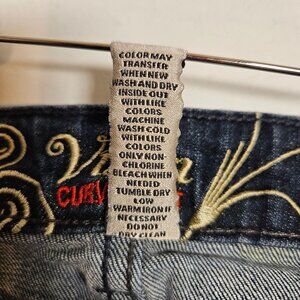 COLOR MAY
TRANSFER
WHEN NEW
WASH AND DRY
INSIDE OUT
WITH LIKE
COLORS
MACHINE
WASH COLD
WITH LIKE
COLORS
ONLY NON-
CHLORINE
BLEACH WHEN
NEEDED
TUMBLE DRY
LOW
WARM IRON IF
NECESSARY
DO NOT
DRY CLEAN